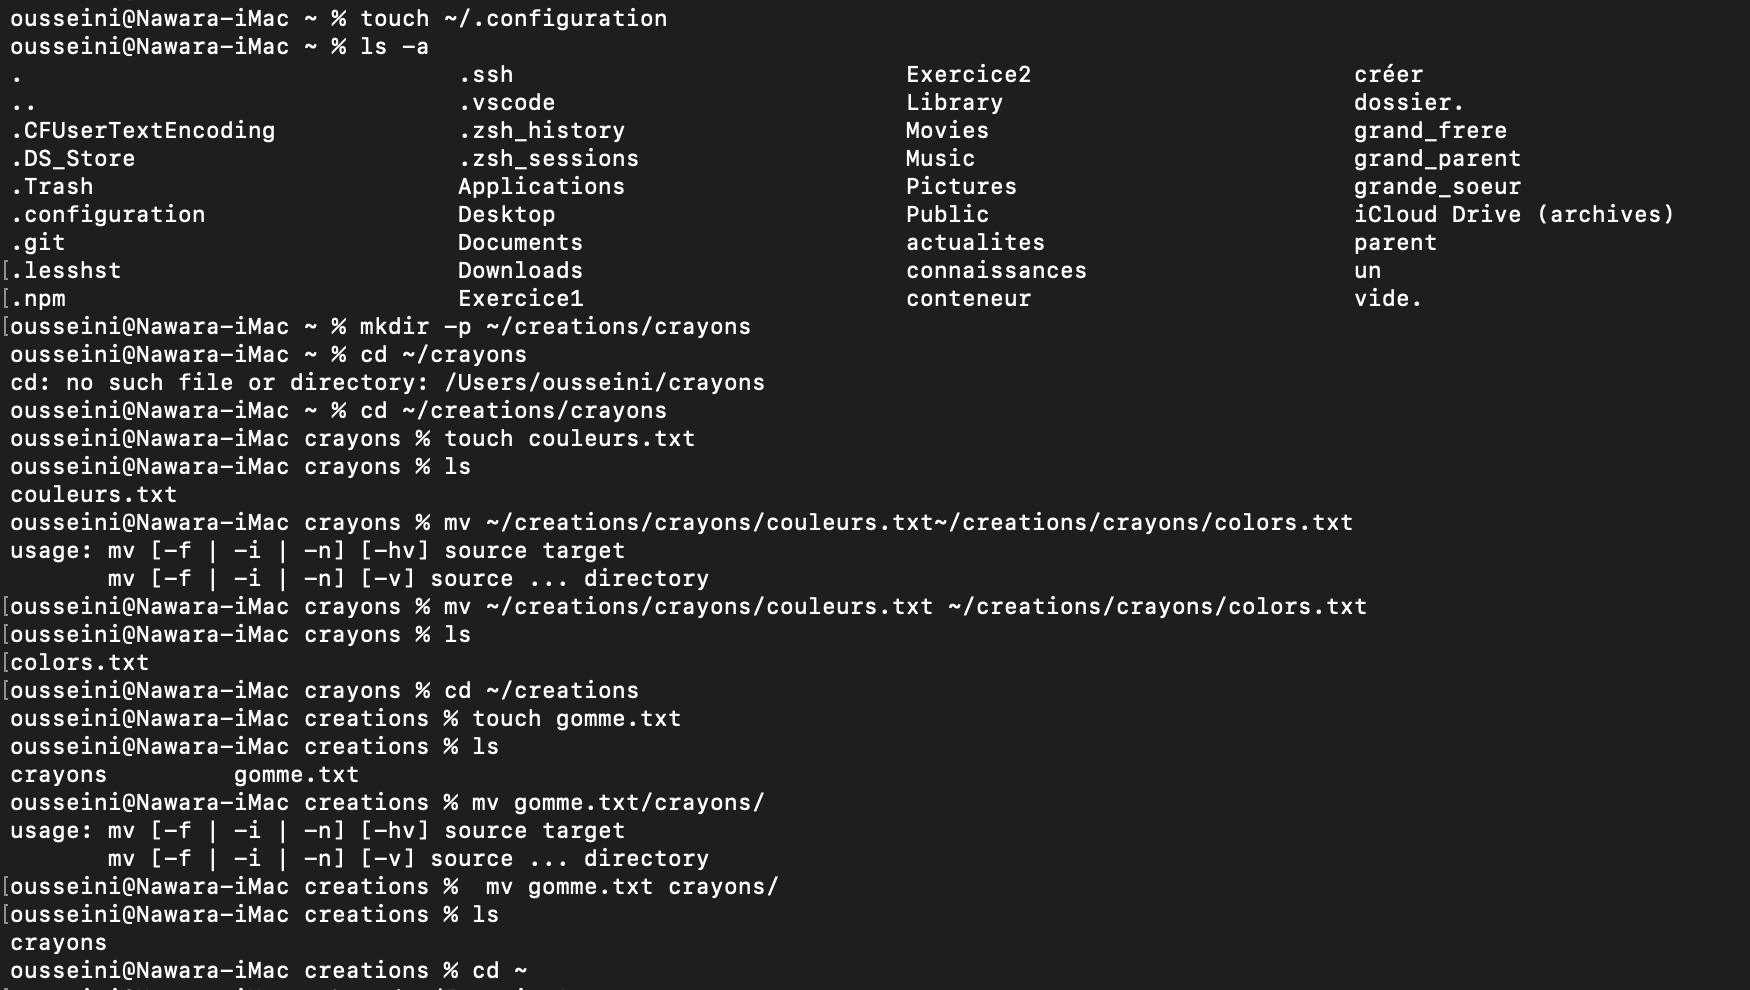 ousseini@Nawara-iMac ~ % touch ~/.configuration
ousseini@Nawara-iMac ~ % ls -a
. .ssh Exercice2 créer
.. .vscode Library dossier.
.CFUserTextEncoding .zsh_history Movies grand_frere
.DS_Store .zsh_sessions Music grand_parent
.Trash Applications Pictures grande_soeur
.configuration Desktop Public iCloud Drive (archives)
.git Documents actualites parent
[.lesshst Downloads connaissances un
[.npm Exercice1 conteneur vide.
[ousseini@Nawara-iMac ~ % mkdir -p ~/creations/crayons
ousseini@Nawara-iMac ~ % cd ~/crayons
cd: no such file or directory: /Users/ousseini/crayons
ousseini@Nawara-iMac ~ % cd ~/creations/crayons
ousseini@Nawara-iMac crayons % touch couleurs.txt
ousseini@Nawara-iMac crayons % ls
couleurs.txt
ousseini@Nawara-iMac crayons % mv ~/creations/crayons/couleurs.txt~/creations/crayons/colors.txt
usage: mv [-f | -i | -n] [-hv] source target
mv [-f | -i | -n] [-v] source ... directory
[ousseini@Nawara-iMac crayons % mv ~/creations/crayons/couleurs.txt ~/creations/crayons/colors.txt
[ousseini@Nawara-iMac crayons % ls
[colors.txt
[ousseini@Nawara-iMac crayons % cd ~/creations
ousseini@Nawara-iMac creations % touch gomme.txt
ousseini@Nawara-iMac creations % ls
crayons gomme.txt
ousseini@Nawara-iMac creations % mv gomme.txt/crayons/
usage: mv [-f | -i | -n] [-hv] source target
mv [-f | -i | -n] [-v] source ... directory
[ousseini@Nawara-iMac creations %  mv gomme.txt crayons/
[ousseini@Nawara-iMac creations % ls
crayons
ousseini@Nawara-iMac creations % cd ~